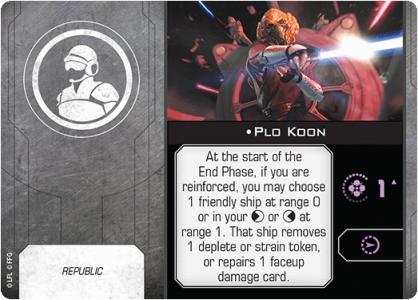 • PLO KOON
At the start of the
End Phase, if you are
reinforced, you may choose
1 friendly ship at range 0
or in your or at
range 1. That ship removes
1 deplete or strain token,
or repairs 1 faceup
damage card.
1
REPUBLIC
© LFL © FFG